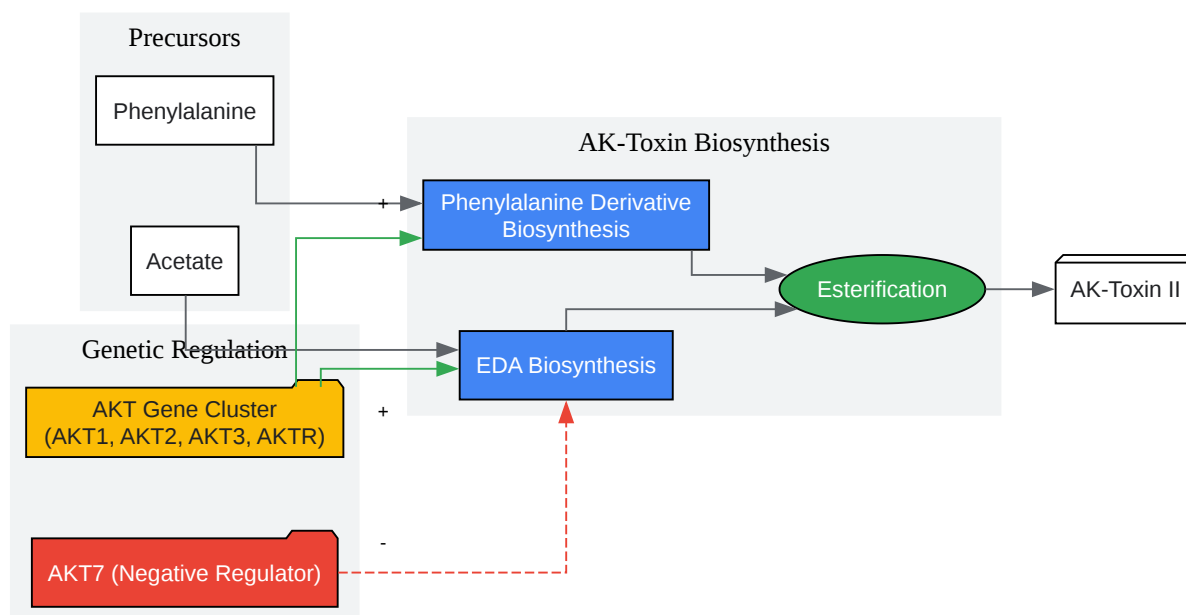 Precursors
Phenylalanine
AK-Toxin Biosynthesis
+
Phenylalanine Derivative
Biosynthesis
Acetate
Esterification
AK-Toxin II
Genetic Regulation
EDA Biosynthesis
AKT Gene Cluster
(AKT1, AKT2, AKT3, AKTR)
+
-
AKT7 (Negative Regulator)